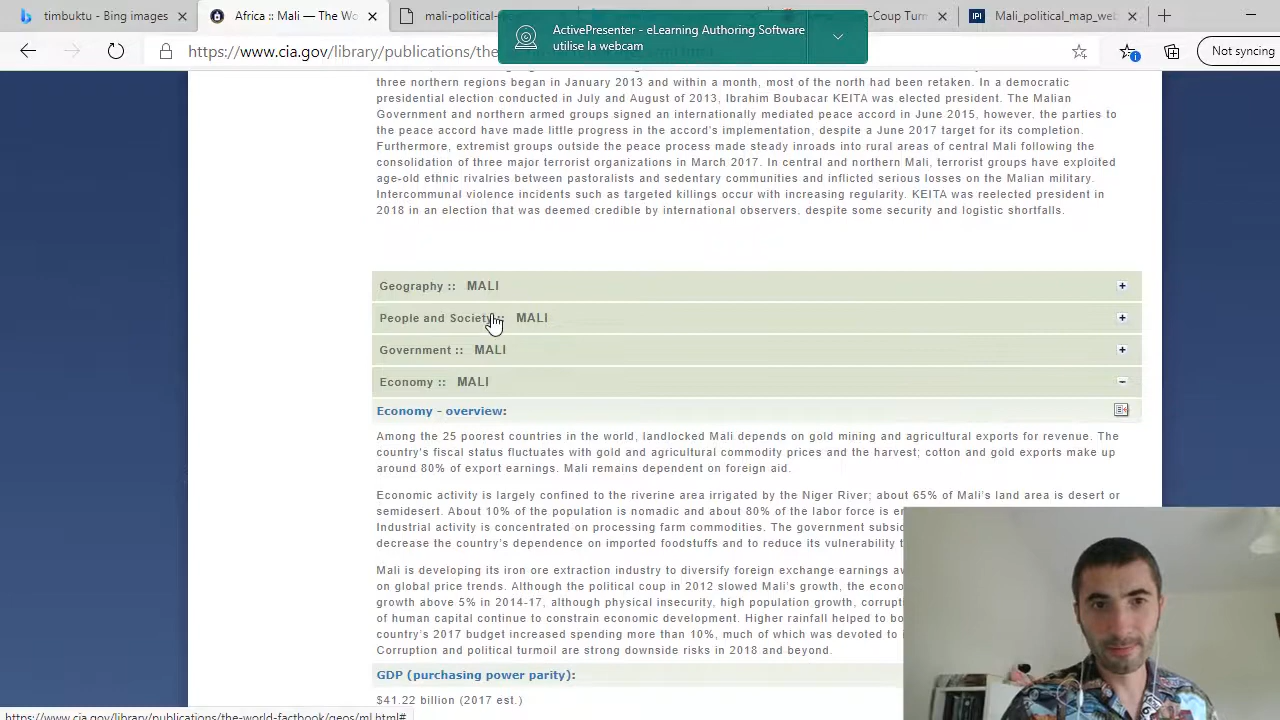 timbuktu - Bing images
Africa :: Mali — The Wo
mali-political-
-Coup Turn
IPI
Mali_political_map_web
ActivePresenter - eLearning Authoring Software
utilise la webcam
https://www.cia.gov/library/publications/the
Not syncing
three northern regions began in January 2013 and within a month, most of the north had been retaken. In a democratic
presidential election conducted in July and August of 2013, Ibrahim Boubacar KEITA was elected president. The Malian
Government and northern armed groups signed an internationally mediated peace accord in June 2015, however, the parties to
the peace accord have made little progress in the accord's implementation, despite a June 2017 target for its completion.
Furthermore, extremist groups outside the peace process made steady inroads into rural areas of central Mali following the
consolidation of three major terrorist organizations in March 2017. In central and northern Mali, terrorist groups have exploited
age-old ethnic rivalries between pastoralists and sedentary communities and inflicted serious losses on the Malian military.
Intercommunal violence incidents such as targeted killings occur with increasing regularity. KEITA was reelected president in
2018 in an election that was deemed credible by international observers, despite some security and logistic shortfalls.
Geography :: MALI
People and Society :: MALI
Government :: MALI
Economy :: MALI
Economy - overview:
Among the 25 poorest countries in the world, landlocked Mali depends on gold mining and agricultural exports for revenue. The
country's fiscal status fluctuates with gold and agricultural commodity prices and the harvest; cotton and gold exports make up
around 80% of export earnings. Mali remains dependent on foreign aid.
Economic activity is largely confined to the riverine area irrigated by the Niger River; about 65% of Mali's land area is desert or
semidesert. About 10% of the population is nomadic and about 80% of the labor force is e
Industrial activity is concentrated on processing farm commodities. The government subsi
decrease the country's dependence on imported foodstuffs and to reduce its vulnerability
Mali is developing its iron ore extraction industry to diversify foreign exchange earnings
on global price trends. Although the political coup in 2012 slowed Mali's growth, the econo
growth above 5% in 2014-17, although physical insecurity, high population growth, corrupt
of human capital continue to constrain economic development. Higher rainfall helped to bo
country's 2017 budget increased spending more than 10%, much of which was devoted to
Corruption and political turmoil are strong downside risks in 2018 and beyond.
GDP (purchasing power parity):
$41.22 billion (2017 est.)
https://www.cia.gov/library/publications/the-world-factbook/geos/ml.html#